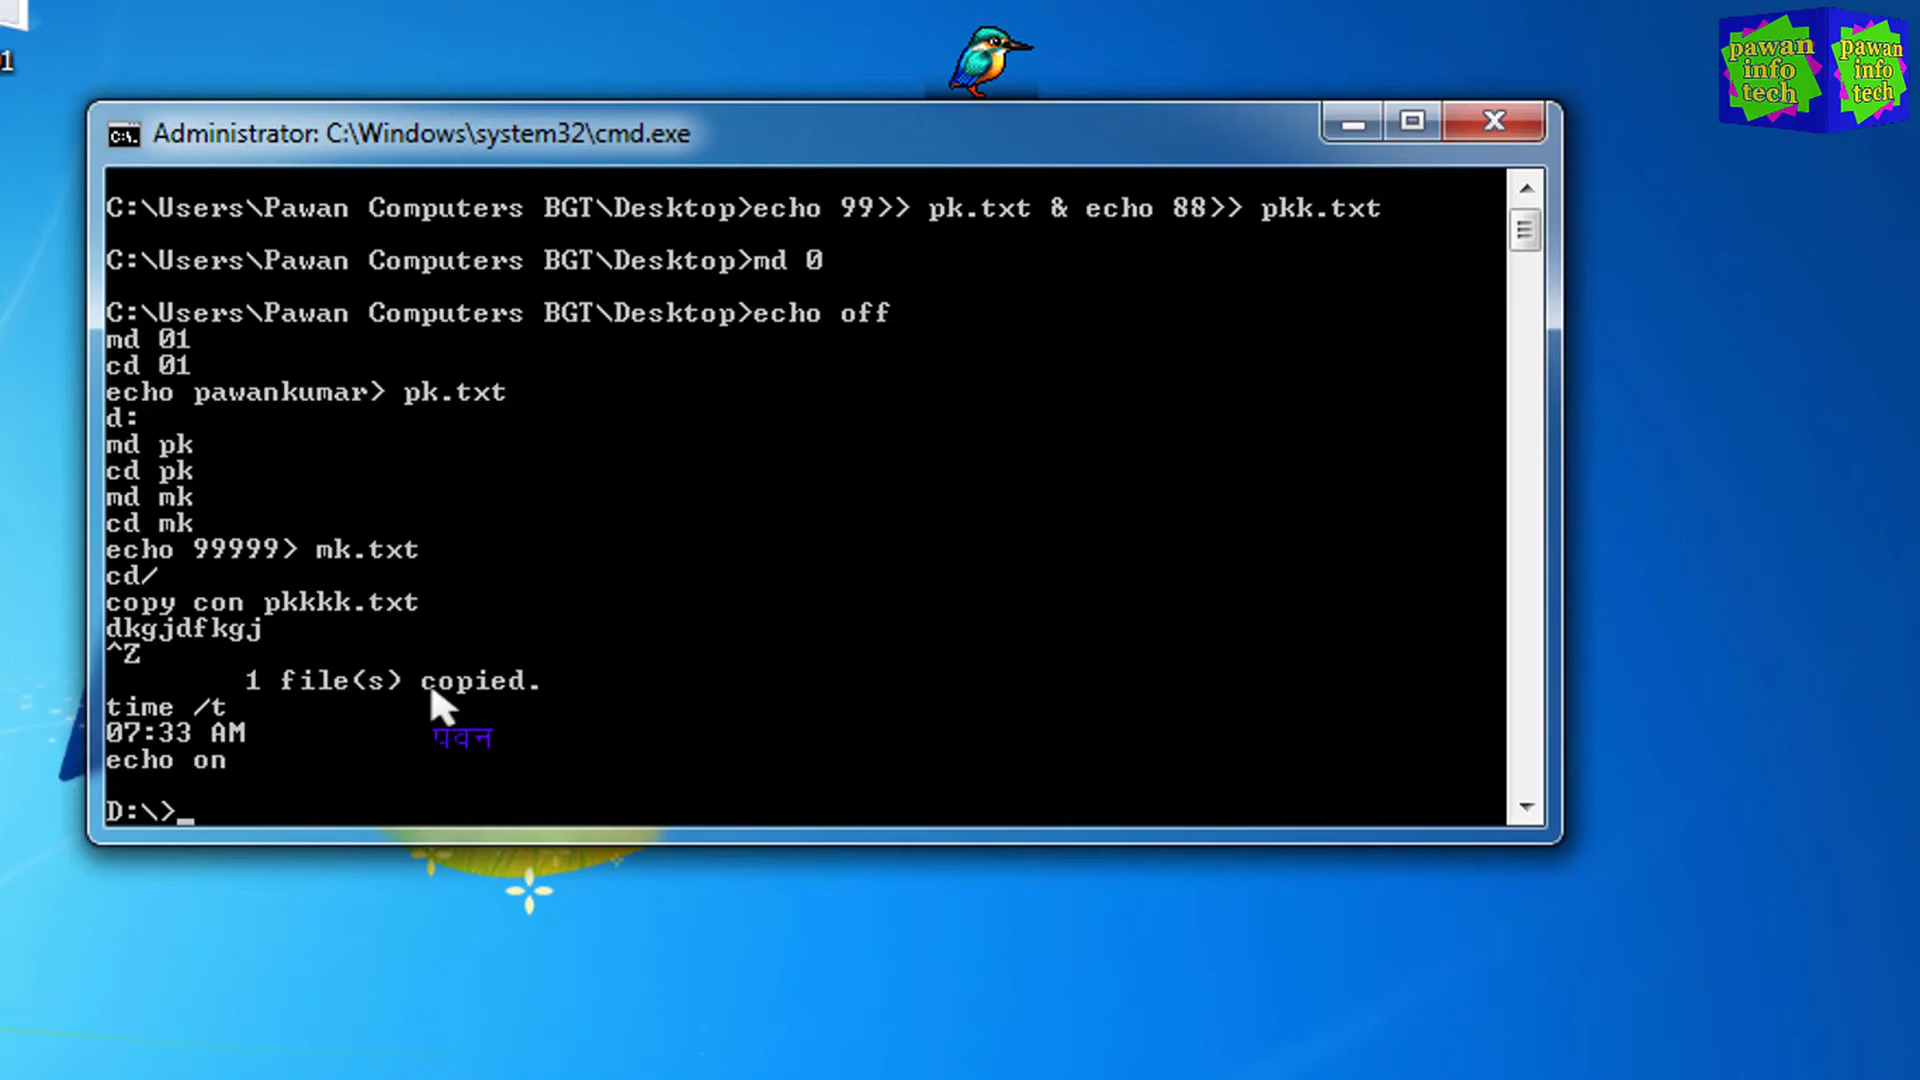 1
pawan
info
tech
pawan
info
tech
Administrator: C:\Windows\system32\cmd.exe
C:\Users\Pawan Computers BGT\Desktop>echo 99>> pk.txt & echo 88>> pkk.txt
C:\Users\Pawan Computers BGT\Desktop>md 0
C:\Users\Pawan Computers BGT\Desktop>echo off
md 01
cd 01
echo pawankumar> pk.txt
d:
md pk
cd pk
md mk
cd mk
echo 99999> mk.txt
cd/
copy con pkkkk.txt
dkgjdfkgj
^Z
1 file(s) copied.
time /t
07:33 AM
पवन
echo on
D:\>_